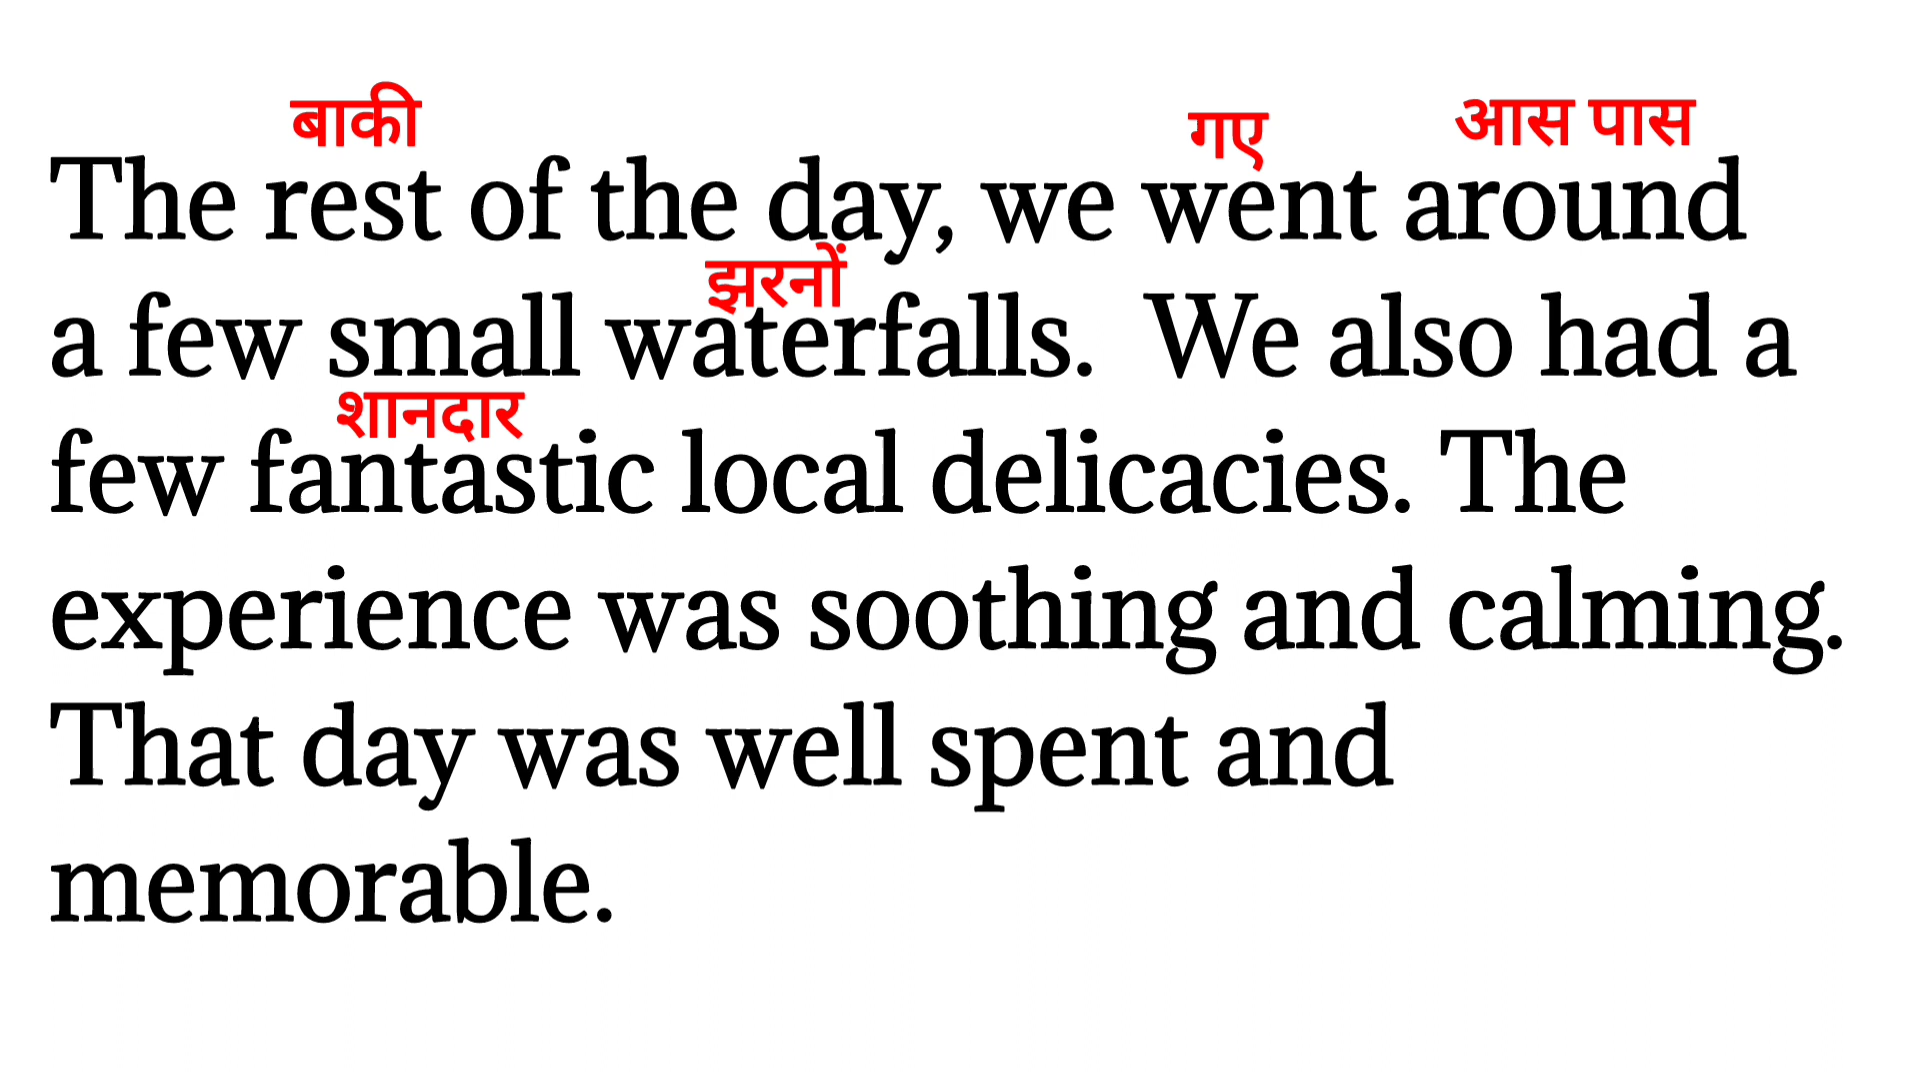 बाकी गए आस पास
The rest of the day, we went around
झरनों
a few small waterfalls. We also had a
शानदार
few fantastic local delicacies. The
experience was soothing and calming.
That day was well spent and
memorable.